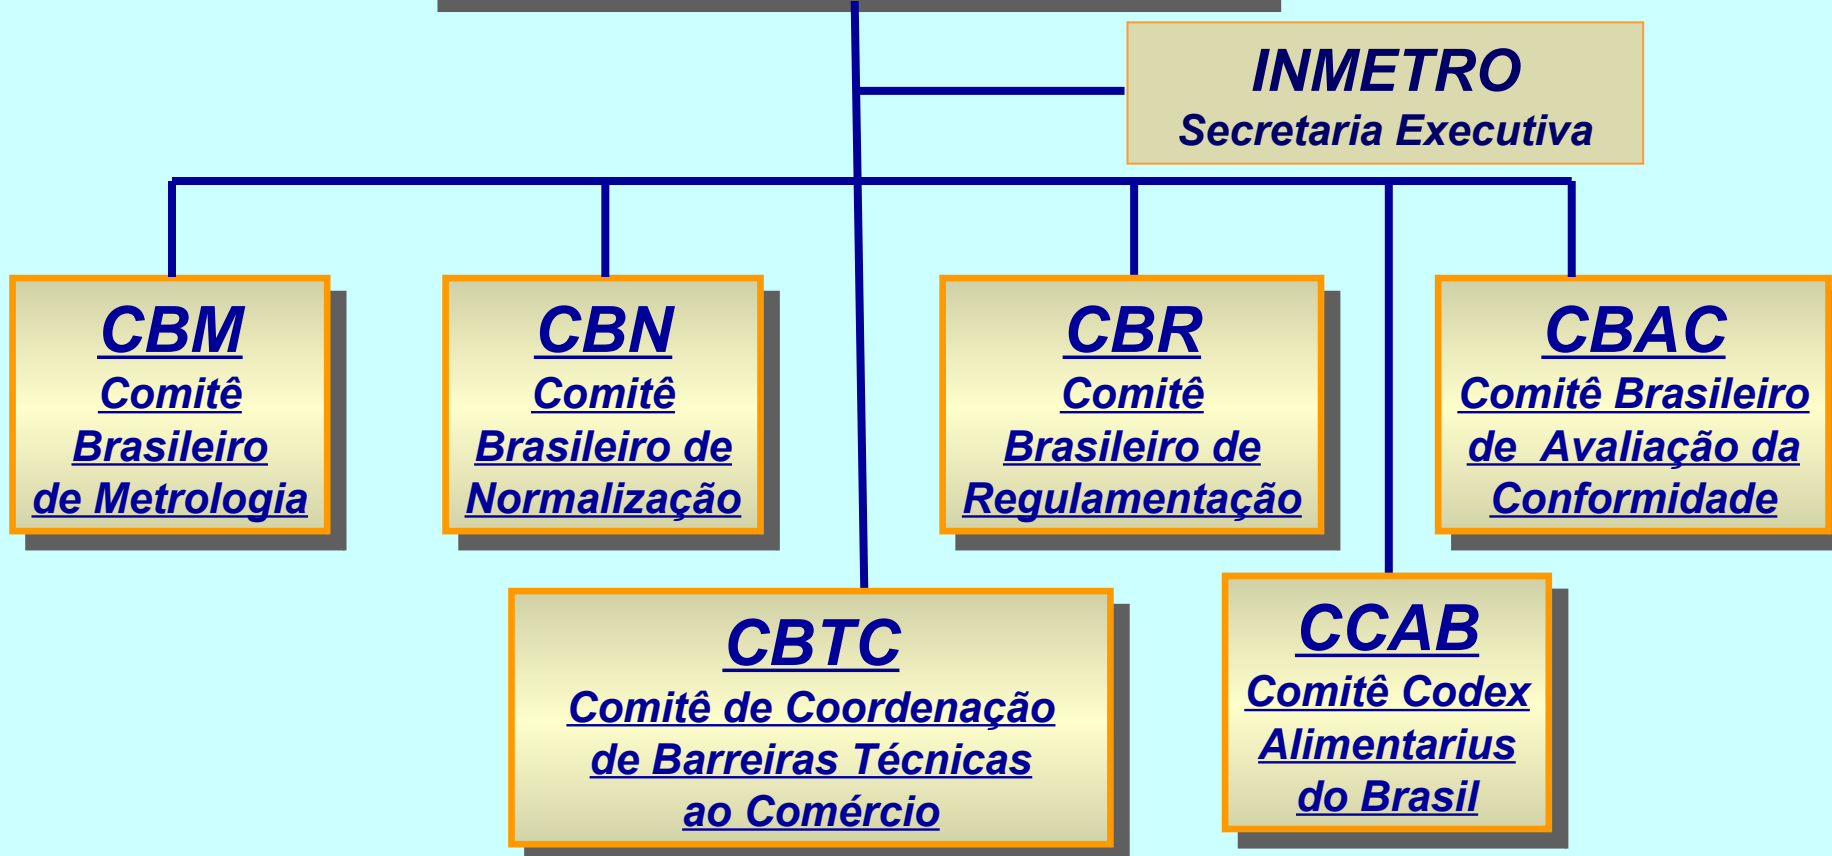 INMETRO
Secretaria Executiva
CBM
Comitê
Brasileiro
de Metrologia
CBN
Comitê
Brasileiro de
Normalização
CBR
Comitê
Brasileiro de
Regulamentação
CBAC
Comitê Brasileiro
de Avaliação da
Conformidade
CBTC
Comitê de Coordenação
de Barreiras Técnicas
ao Comércio
CCAB
Comitê Codex
Alimentarius
do Brasil